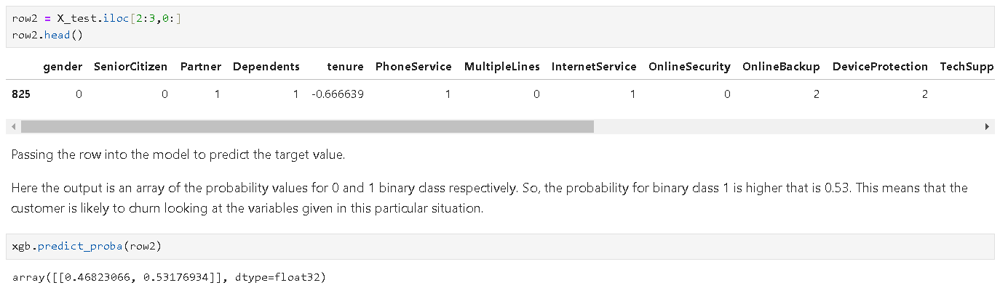 row2 = X_test.iloc[2:3,0:]
row2.head()
gender SeniorCitizen Partner Dependents tenure PhoneService MultipleLines InternetService OnlineSecurity OnlineBackup DeviceProtection TechSupp
825 0 0 1 1 -0.666639 1 0 1 0 2 2
Passing the row into the model to predict the target value.
Here the output is an array of the probability values for 0 and 1 binary class respectively. So, the probability for binary class 1 is higher that is 0.53. This means that the
customer is likely to churn looking at the variables given in this particular situation.
xgb.predict_proba(row2)
array([[0.46823066, 0.53176934]], dtype=float32)